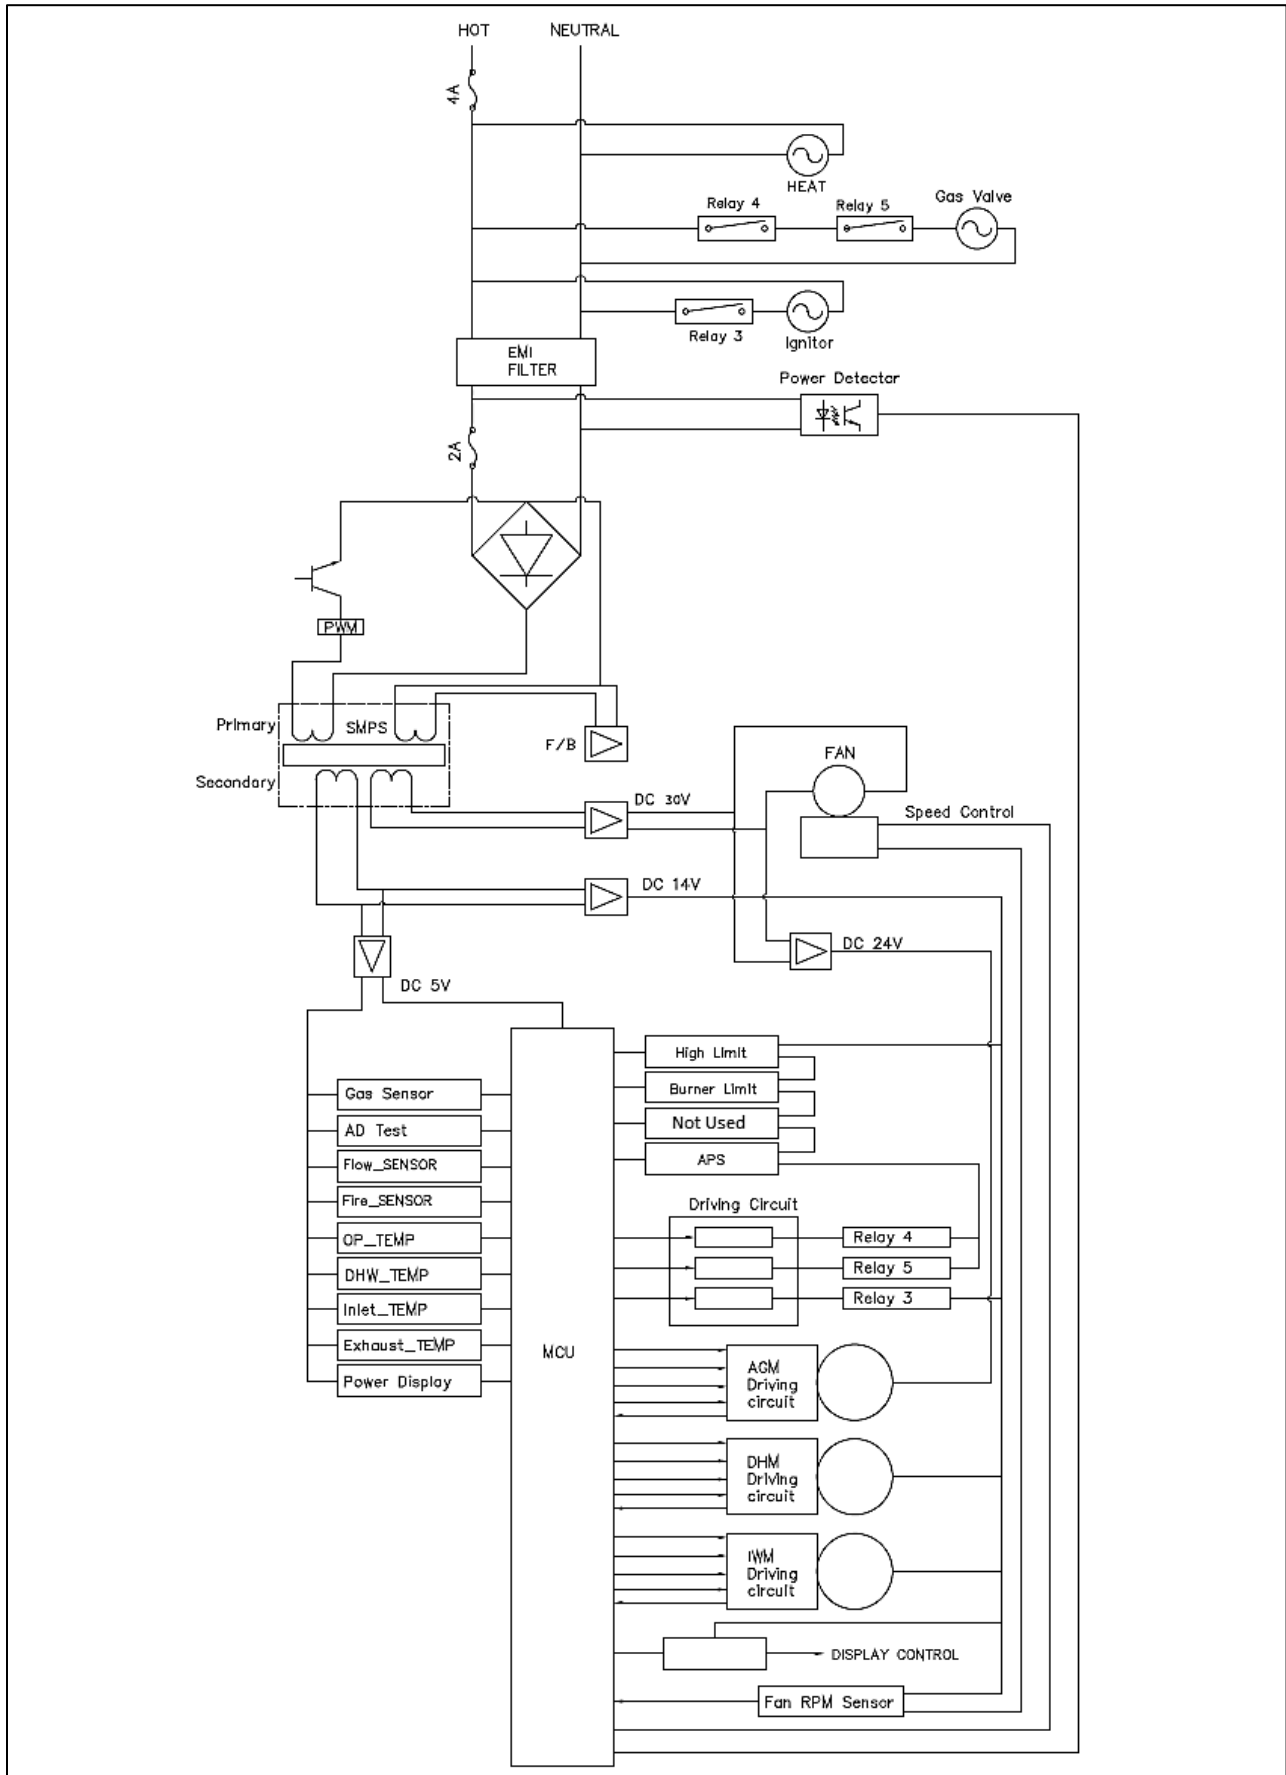 HOT
NEUTRAL
4A
HEAT
Relay 4
Relay 5
Gas Valve
Relay 3
Ignitor
EMI
FILTER
Power Detector
2A
PWM
Primary
SMPS
F/B
Secondary
DC 30V
FAN
Speed Control
DC 14V
DC 24V
DC 5V
High Limit
Burner Limit
Not Used
APS
Gas Sensor
AD Test
Flow_SENSOR
Fire_SENSOR
OP_TEMP
DHW_TEMP
Inlet_TEMP
Exhaust_TEMP
Power Display
MCU
Driving Circuit
Relay 4
Relay 5
Relay 3
AGM
Driving
circuit
DHM
Driving
circuit
IWM
Driving
circuit
DISPLAY CONTROL
Fan RPM Sensor